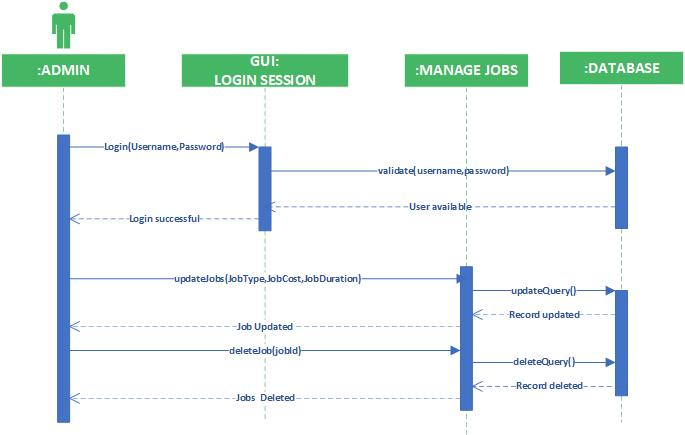 :ADMIN
GUI:
LOGIN SESSION
:MANAGE JOBS
:DATABASE
Login(Username,Password)
validate(username,password)
User available
Login successful
updateJobs(JobType,JobCost,JobDuration)
updateQuery()
Record updated
Job Updated
deleteJob(jobId)
deleteQuery()
Record deleted
Jobs Deleted